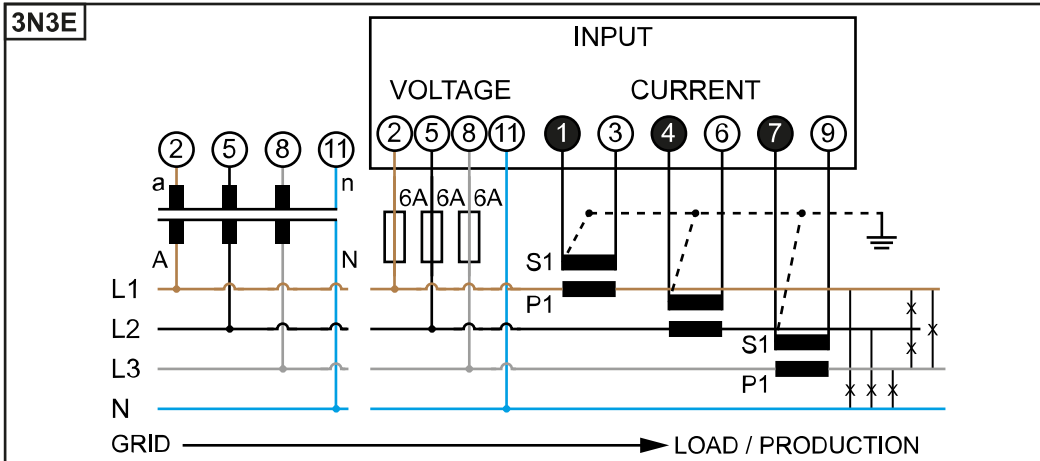 3N3E
INPUT
VOLTAGE CURRENT
2 5 8 11 1 3 4 6 7 9
2 5 8 11
a n
6A 6A 6A
A N
S1
L1
P1
L2
S1
L3
P1
N
GRID LOAD / PRODUCTION